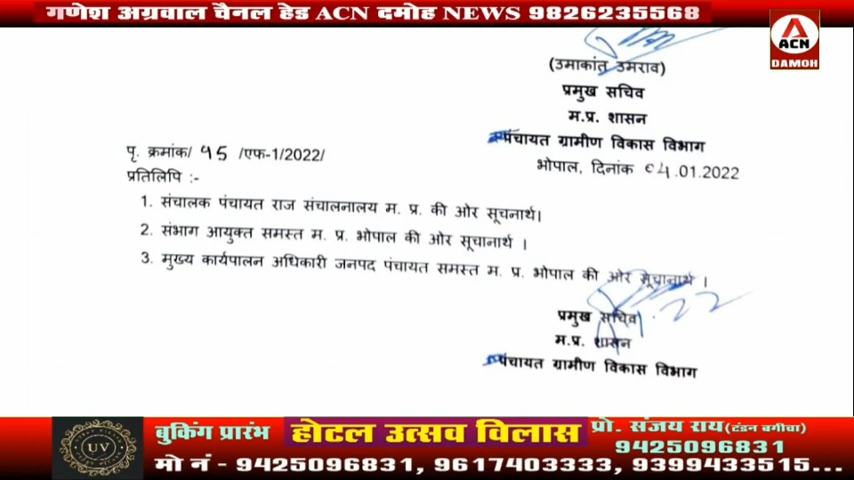 गणेश अग्रवाल चैनल हेड ACN दमोह NEWS 9826235568
ACN
DAMOH
(उमाकांत उमराव)
प्रमुख सचिव
म.प्र. शासन
पंचायत ग्रामीण विकास विभाग
भोपाल, दिनांक 04.01.2022
पृ. क्रमांक/ 45 /एफ-1/2022/
प्रतिलिपि :-
1. संचालक पंचायत राज संचालनालय म. प्र. की ओर सूचनार्थ।
2. संभाग आयुक्त समस्त म. प्र. भोपाल की ओर सूचानार्थ ।
3. मुख्य कार्यपालन अधिकारी जनपद पंचायत समस्त म. प्र. भोपाल की ओर सूचानार्थ ।
प्रमुख सचिव
म.प्र. शासन
पंचायत ग्रामीण विकास विभाग
UV
बुकिंग प्रारंभ होटल उत्सव विलास प्रो. संजय राय (टंडन बगीचा)
9425096831
मो नं - 9425096831, 9617403333, 9399433515...